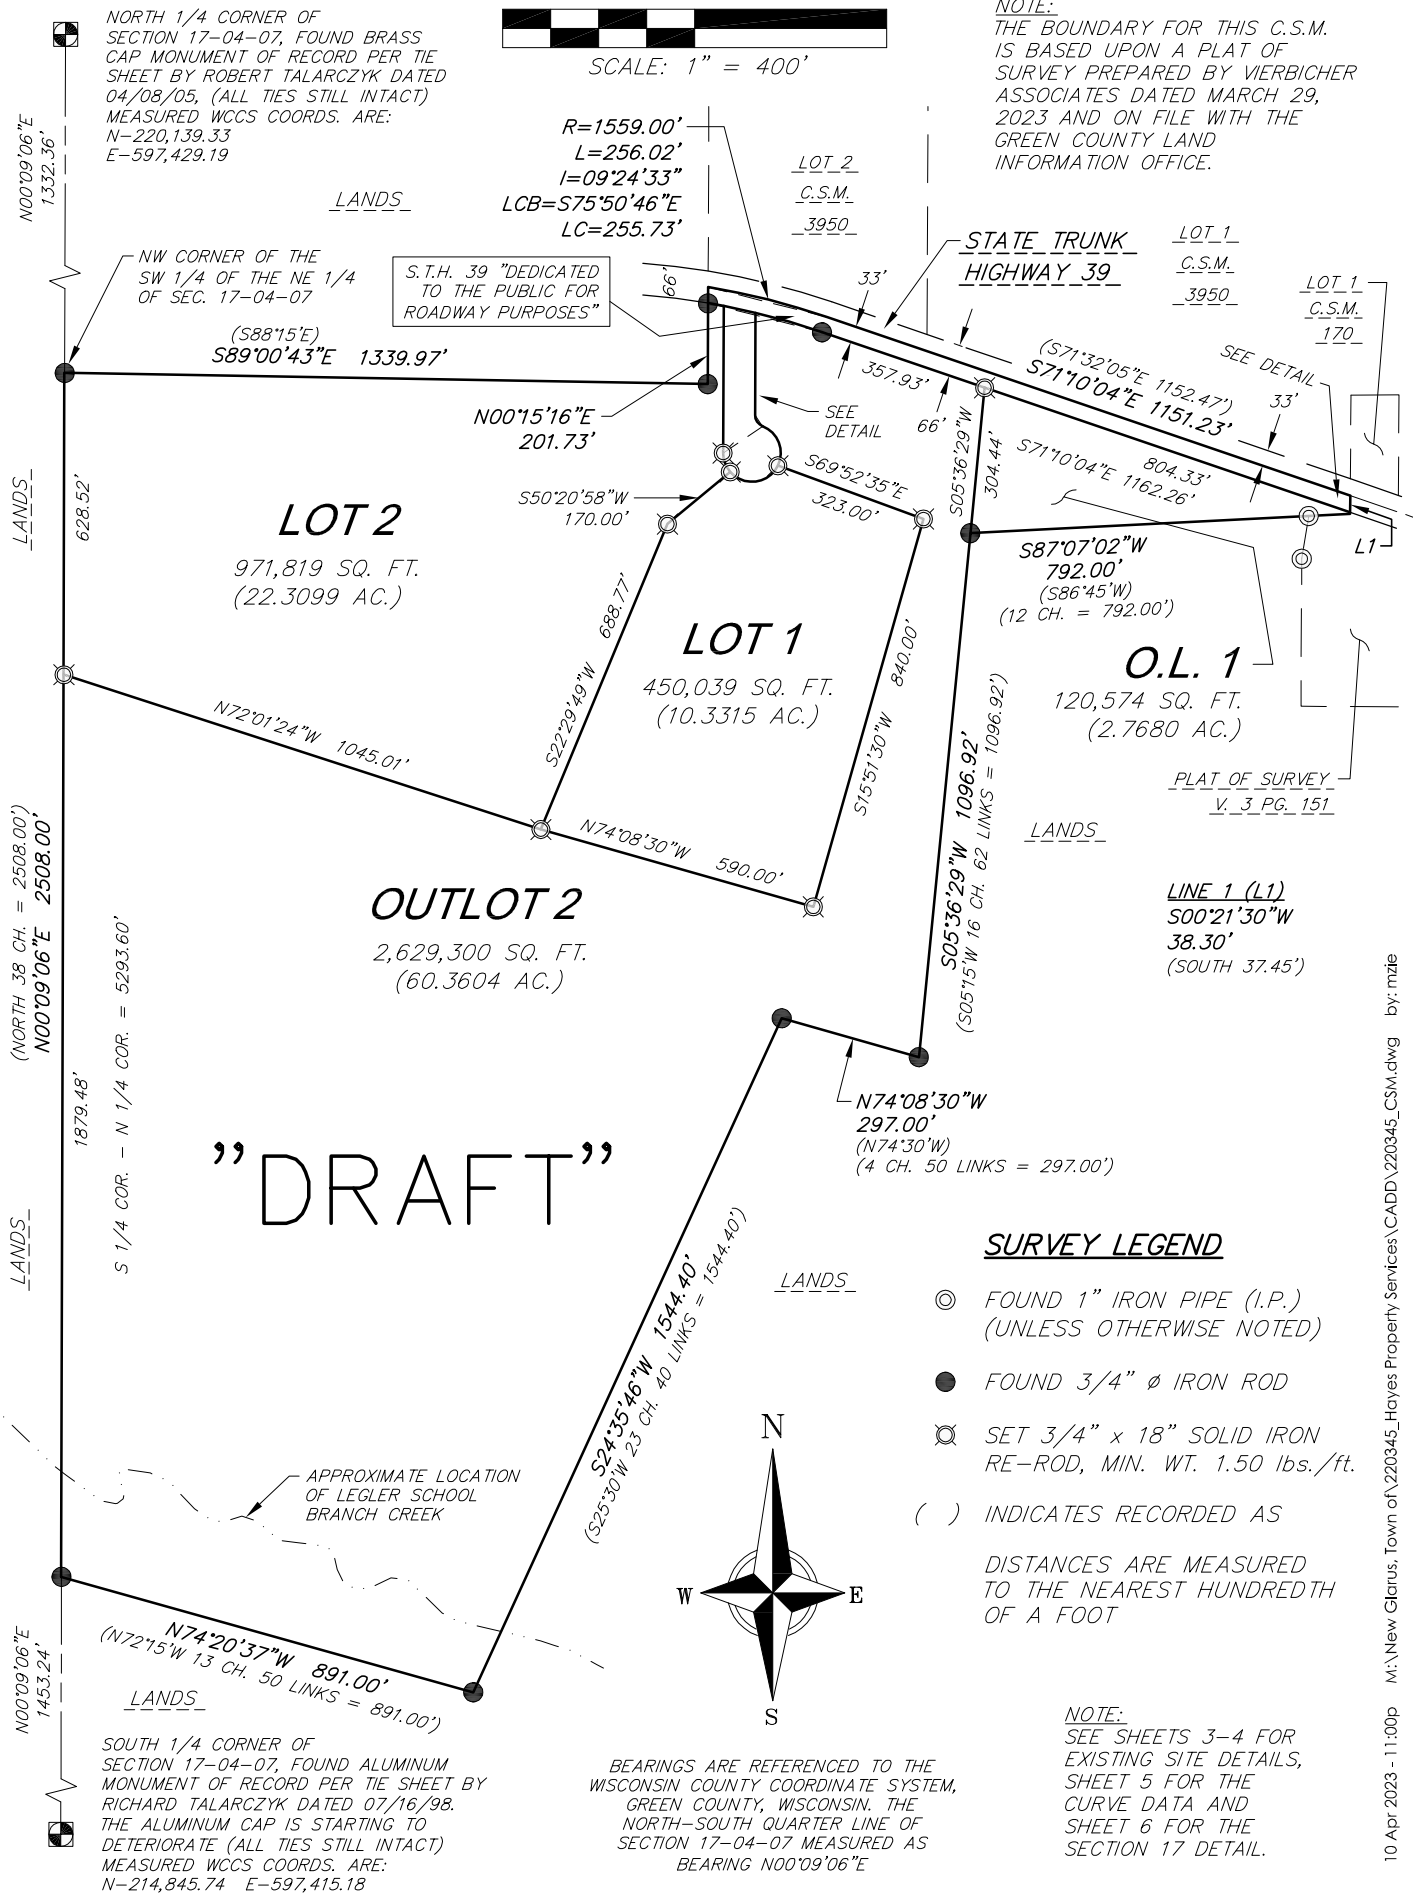 NORTH 1/4 CORNER OF
SECTION 17-04-07, FOUND BRASS
CAP MONUMENT OF RECORD PER TIE
SHEET BY ROBERT TALARCZYK DATED
04/08/05, (ALL TIES STILL INTACT)
MEASURED WCCS COORDS. ARE:
N-220,139.33
E-597,429.19
SCALE: 1" = 400'
NOTE:
THE BOUNDARY FOR THIS C.S.M.
IS BASED UPON A PLAT OF
SURVEY PREPARED BY VIERBICHER
ASSOCIATES DATED MARCH 29,
2023 AND ON FILE WITH THE
GREEN COUNTY LAND
INFORMATION OFFICE.
N00°09'06"E
1332.36'
R=1559.00'
L=256.02'
I=09°24'33"
LCB=S75°50'46"E
LC=255.73'
LOT 2
C.S.M.
3950
LANDS
STATE TRUNK
HIGHWAY 39
LOT 1
C.S.M.
3950
LOT 1
C.S.M.
170
NW CORNER OF THE
SW 1/4 OF THE NE 1/4
OF SEC. 17-04-07
S.T.H. 39 "DEDICATED
TO THE PUBLIC FOR
ROADWAY PURPOSES"
66'
33'
(S88°15'E)
S89°00'43"E 1339.97'
357.93'
(S71°32'05"E 1152.47')
S71°10'04"E 1151.23'
SEE DETAIL
33'
N00°15'16"E
201.73'
SEE
DETAIL
66'
S05°36'29"W
304.44'
804.33'
S71°10'04"E 1162.26'
S69°52'35"E
323.00'
S50°20'58"W
170.00'
LANDS
628.52'
LOT 2
971,819 SQ. FT.
(22.3099 AC.)
S87°07'02"W
792.00'
(S86°45'W)
(12 CH. = 792.00')
L1
LOT 1
450,039 SQ. FT.
(10.3315 AC.)
S22°29'49"W 688.77'
S15°51'30"W 840.00'
O.L. 1
120,574 SQ. FT.
(2.7680 AC.)
N72°01'24"W 1045.01'
N74°08'30"W 590.00'
PLAT OF SURVEY
V. 3 PG. 151
LANDS
S05°36'29"W 1096.92'
(S05°15'W 16 CH. 62 LINKS = 1096.92')
OUTLOT 2
2,629,300 SQ. FT.
(60.3604 AC.)
LINE 1 (L1)
S00°21'30"W
38.30'
(SOUTH 37.45')
(NORTH 38 CH. = 2508.00')
N00°09'06"E 2508.00'
S 1/4 COR. - N 1/4 COR. = 5293.60'
1879.48'
N74°08'30"W
297.00'
(N74°30'W)
(4 CH. 50 LINKS = 297.00')
"DRAFT"
LANDS
S24°35'46"W 1544.40'
(S25°30'W 23 CH. 40 LINKS = 1544.40')
LANDS
SURVEY LEGEND
FOUND 1" IRON PIPE (I.P.)
(UNLESS OTHERWISE NOTED)
FOUND 3/4" ø IRON ROD
SET 3/4" x 18" SOLID IRON
RE-ROD, MIN. WT. 1.50 lbs./ft.
( ) INDICATES RECORDED AS
DISTANCES ARE MEASURED
TO THE NEAREST HUNDREDTH
OF A FOOT
N
W
E
S
APPROXIMATE LOCATION
OF LEGLER SCHOOL
BRANCH CREEK
N74°20'37"W 891.00'
(N72°15'W 13 CH. 50 LINKS = 891.00')
N00°09'06"E
1453.24'
LANDS
SOUTH 1/4 CORNER OF
SECTION 17-04-07, FOUND ALUMINUM
MONUMENT OF RECORD PER TIE SHEET BY
RICHARD TALARCZYK DATED 07/16/98.
THE ALUMINUM CAP IS STARTING TO
DETERIORATE (ALL TIES STILL INTACT)
MEASURED WCCS COORDS. ARE:
N-214,845.74 E-597,415.18
BEARINGS ARE REFERENCED TO THE
WISCONSIN COUNTY COORDINATE SYSTEM,
GREEN COUNTY, WISCONSIN. THE
NORTH-SOUTH QUARTER LINE OF
SECTION 17-04-07 MEASURED AS
BEARING N00°09'06"E
NOTE:
SEE SHEETS 3-4 FOR
EXISTING SITE DETAILS,
SHEET 5 FOR THE
CURVE DATA AND
SHEET 6 FOR THE
SECTION 17 DETAIL.
10 Apr 2023 - 11:00p M:\New Glarus, Town of\220345_Hayes Property Services\CADD\220345_CSM.dwg by: mzie